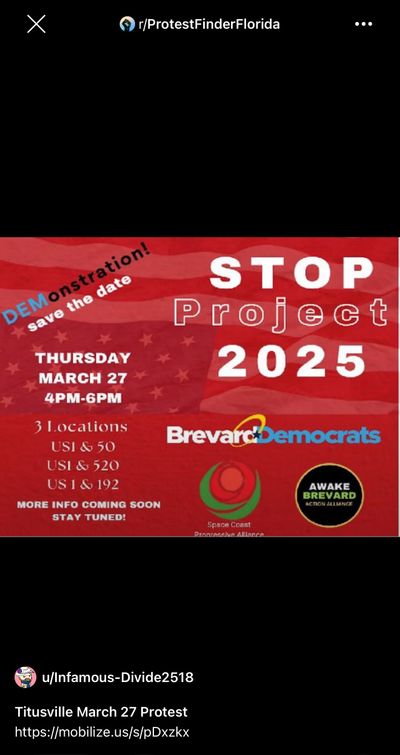 r/ProtestFinderFlorida
DEMonstration!
save the date
STOP
Project
2025
THURSDAY
MARCH 27
4PM-6PM
3 Locations
US1 & 50
US1 & 520
US 1 & 192
MORE INFO COMING SOON
STAY TUNED!
Brevard Democrats
Space Coast
Progressive Alliance
AWAKE
BREVARD
ACTION ALLIANCE
u/Infamous-Divide2518
Titusville March 27 Protest
https://mobilize.us/s/pDxzkx